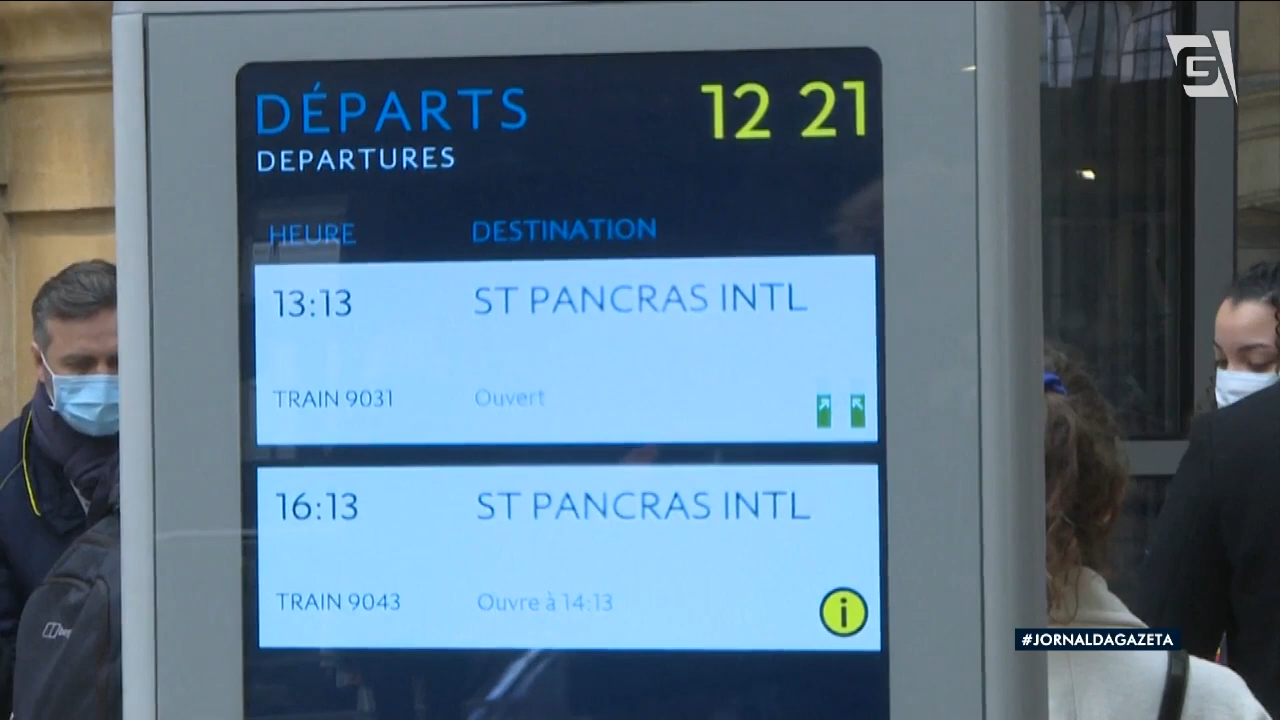 DÉPARTS
12 21
DEPARTURES
HEURE
DESTINATION
13:13
ST PANCRAS INTL
TRAIN 9031
Ouvert
16:13
ST PANCRAS INTL
TRAIN 9043
Ouvre à 14:13
i
#JORNALDAGAZETA
G